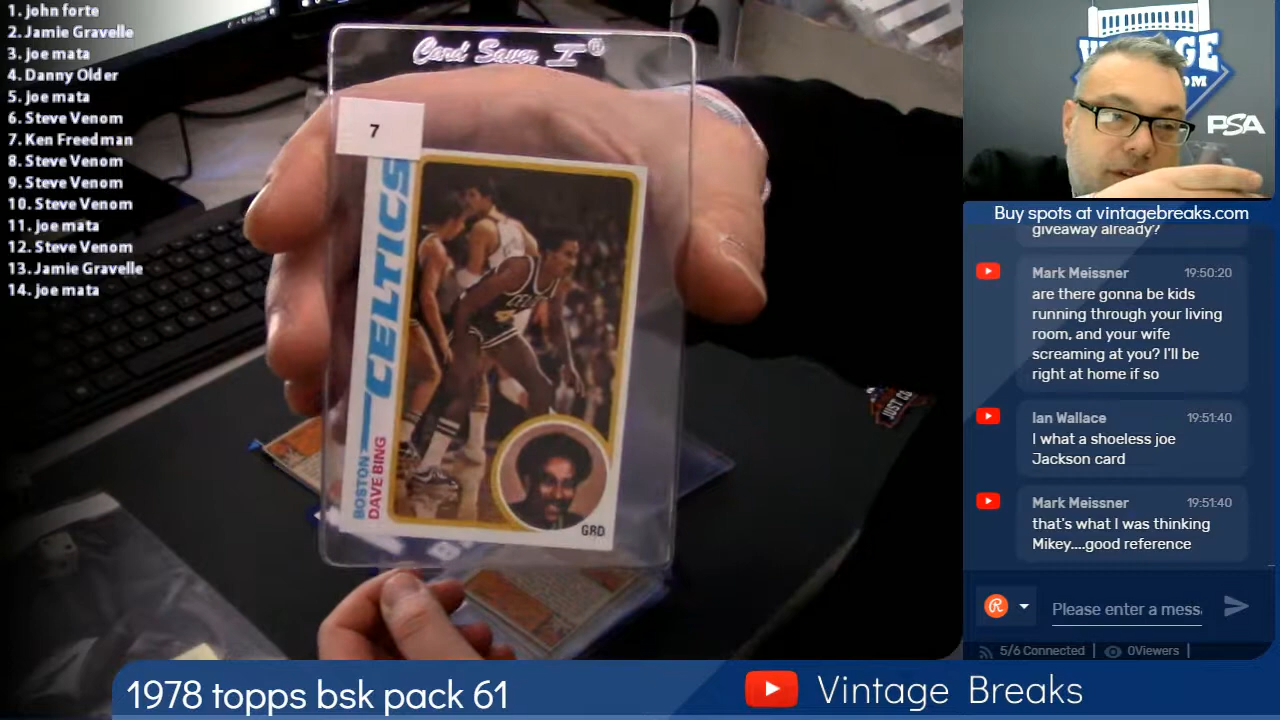 1. john forte
2. Jamie Gravelle
3. joe mata
4. Danny Older
5. joe mata
6. Steve Venom
7. Ken Freedman
8. Steve Venom
9. Steve Venom
10. Steve Venom
11. joe mata
12. Steve Venom
13. Jamie Gravelle
14. joe mata
Card Saver I®
7
CELTICS
BOSTON
DAVE BING
CELTICS
GRD
JUST
VINTAGE
PSA
Buy spots at vintagebreaks.com
giveaway already?
Mark Meissner 19:50:20
are there gonna be kids
running through your living
room, and your wife
screaming at you? I'll be
right at home if so
Ian Wallace 19:51:40
I what a shoeless joe
Jackson card
Mark Meissner 19:51:40
that's what I was thinking
Mikey....good reference
Please enter a messa
5/6 Connected | 0Viewers |
1978 topps bsk pack 61
Vintage Breaks